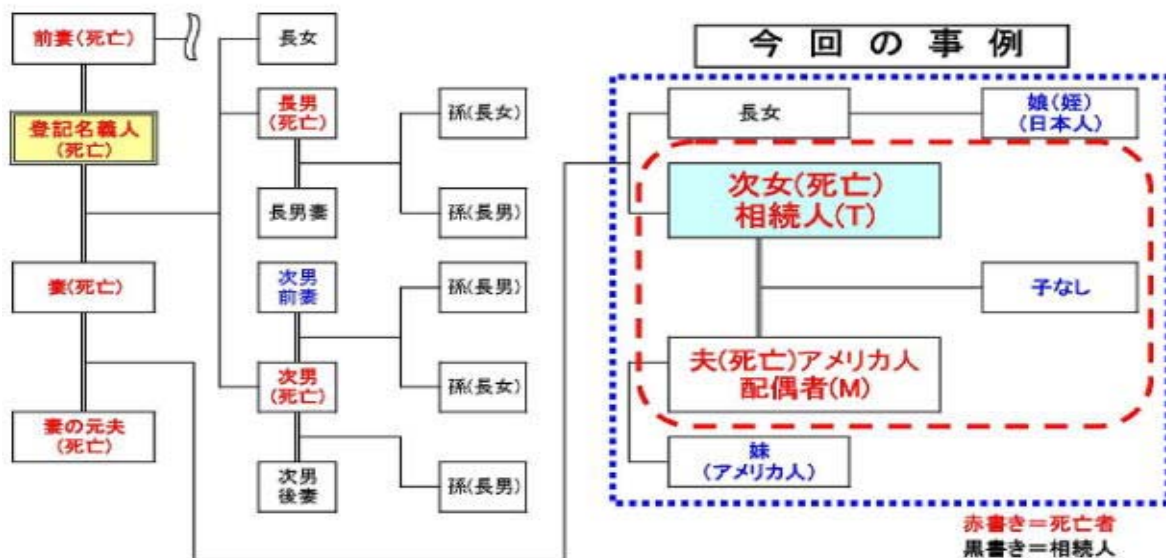 今回の事例
前妻(死亡)
登記名義人
(死亡)
妻(死亡)
妻の元夫
(死亡)
長女
長男
(死亡)
長男妻
次男
前妻
次男
(死亡)
次男
後妻
孫(長女)
孫(長男)
孫(長男)
孫(長女)
孫(長男)
長女
娘(姪)
(日本人)
次女(死亡)
相続人(T)
子なし
夫(死亡)アメリカ人
配偶者(M)
妹
(アメリカ人)
赤書き=死亡者
黒書き=相続人